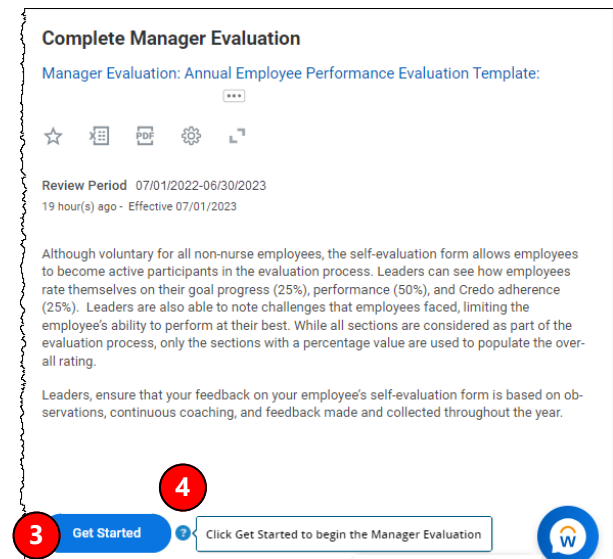 Complete Manager Evaluation
Manager Evaluation: Annual Employee Performance Evaluation Template:
PDF
Review Period 07/01/2022-06/30/2023
19 hour(s) ago - Effective 07/01/2023
Although voluntary for all non-nurse employees, the self-evaluation form allows employees
to become active participants in the evaluation process. Leaders can see how employees
rate themselves on their goal progress (25%), performance (50%), and Credo adherence
(25%).  Leaders are also able to note challenges that employees faced, limiting the
employee's ability to perform at their best. While all sections are considered as part of the
evaluation process, only the sections with a percentage value are used to populate the over-
all rating.
Leaders, ensure that your feedback on your employee's self-evaluation form is based on ob-
servations, continuous coaching, and feedback made and collected throughout the year.
4
3 Get Started ? Click Get Started to begin the Manager Evaluation W